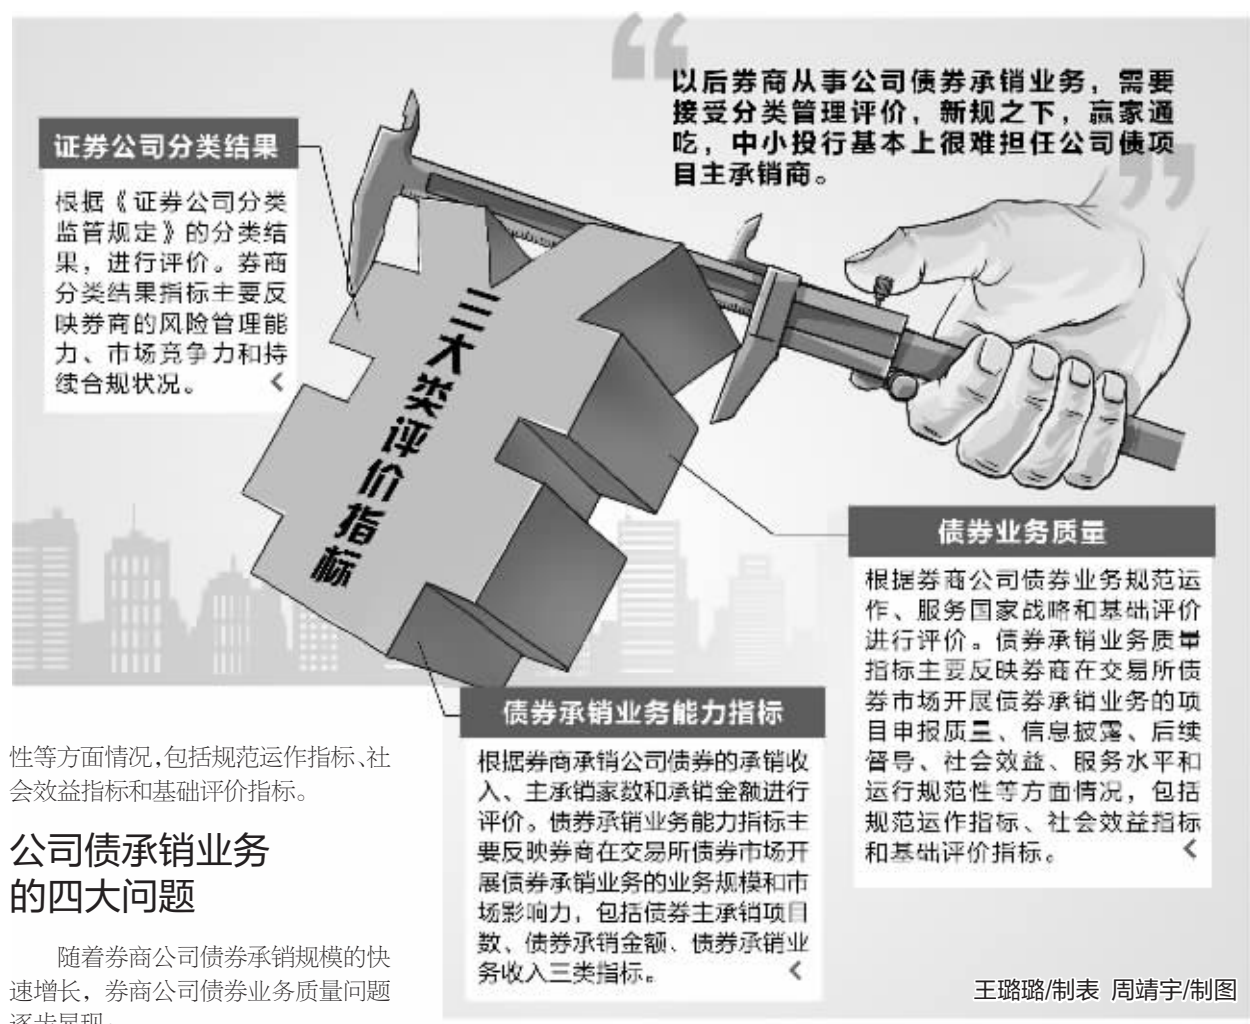 以后券商从事公司债券承销业务，需要
接受分类管理评价，新规之下，赢家通
吃，中小投行基本上很难担任公司债项
目主承销商。
证券公司分类结果
根据《证券公司分类
监管规定》的分类结
果，进行评价。券商
分类结果指标主要反
映券商的风险管理能
力、市场竞争力和持
续合规状况。
三大类评价指标
债券业务质量
根据券商公司债券业务规范运
作、服务国家战略和基础评价
进行评价。债券承销业务质量
指标主要反映券商在交易所债
券市场开展债券承销业务的项
目申报质量、信息披露、后续
督导、社会效益、服务水平和
运行规范性等方面情况，包括
规范运作指标、社会效益指标
和基础评价指标。
债券承销业务能力指标
根据券商承销公司债券的承销收
入、主承销家数和承销金额进行
评价。债券承销业务能力指标主
要反映券商在交易所债券市场开
展债券承销业务的业务规模和市
场影响力，包括债券主承销项目
数、债券承销金额、债券承销业
务收入三类指标。
王璐璐/制表 周靖宇/制图
性等方面情况，包括规范运作指标、社
会效益指标和基础评价指标。
公司债承销业务
的四大问题
随着券商公司债券承销规模的快
速增长，券商公司债券业务质量问题
逐步显现。